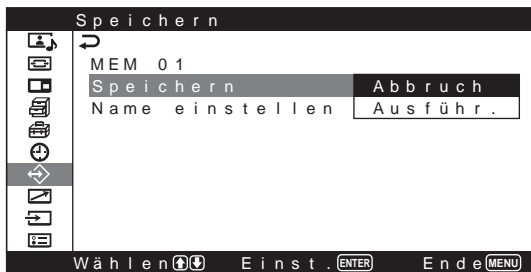 Speichern
MEM 01
Speichern Abbruch
Name einstellen Ausführ.
Wählen Einst. ENTER Ende MENU